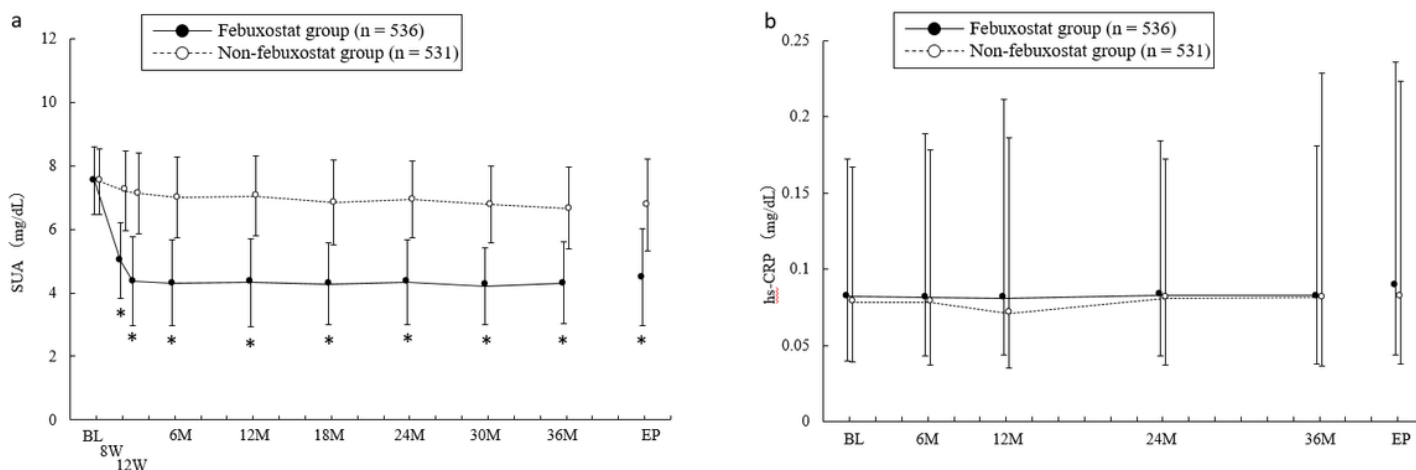 a
Febuxostat group (n = 536)
Non-febuxostat group (n = 531)
12
10
8
6
4
2
0
SUA (mg/dL)
* * * * * * * * *
BL 6M 12M 18M 24M 30M 36M EP
8W
12W
b
Febuxostat group (n = 536)
Non-febuxostat group (n = 531)
0.25
0.2
0.15
0.1
0.05
0
hs-CRP (mg/dL)
BL 6M 12M 24M 36M EP